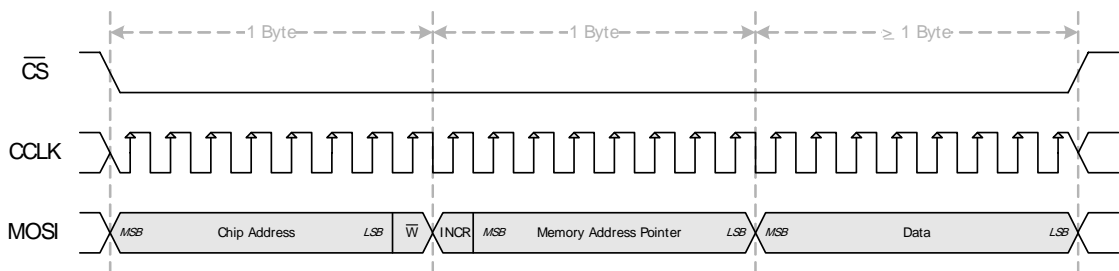 1 Byte 1 Byte ≥ 1 Byte
C̅S̅
CCLK
MOSI MSB Chip Address LSB W̅ INCR MSB Memory Address Pointer LSB MSB Data LSB